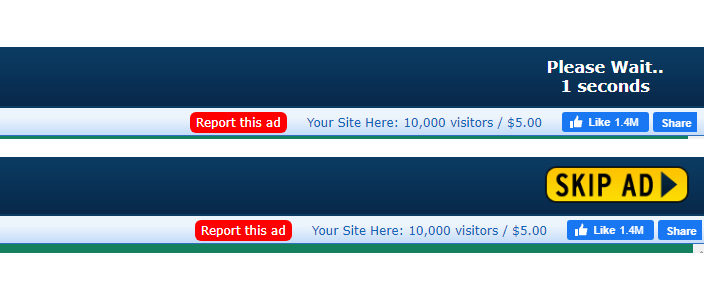 Please Wait..
1 seconds
Report this ad Your Site Here: 10,000 visitors / $5.00 Like 1.4M Share
SKIP AD
Report this ad Your Site Here: 10,000 visitors / $5.00 Like 1.4M Share